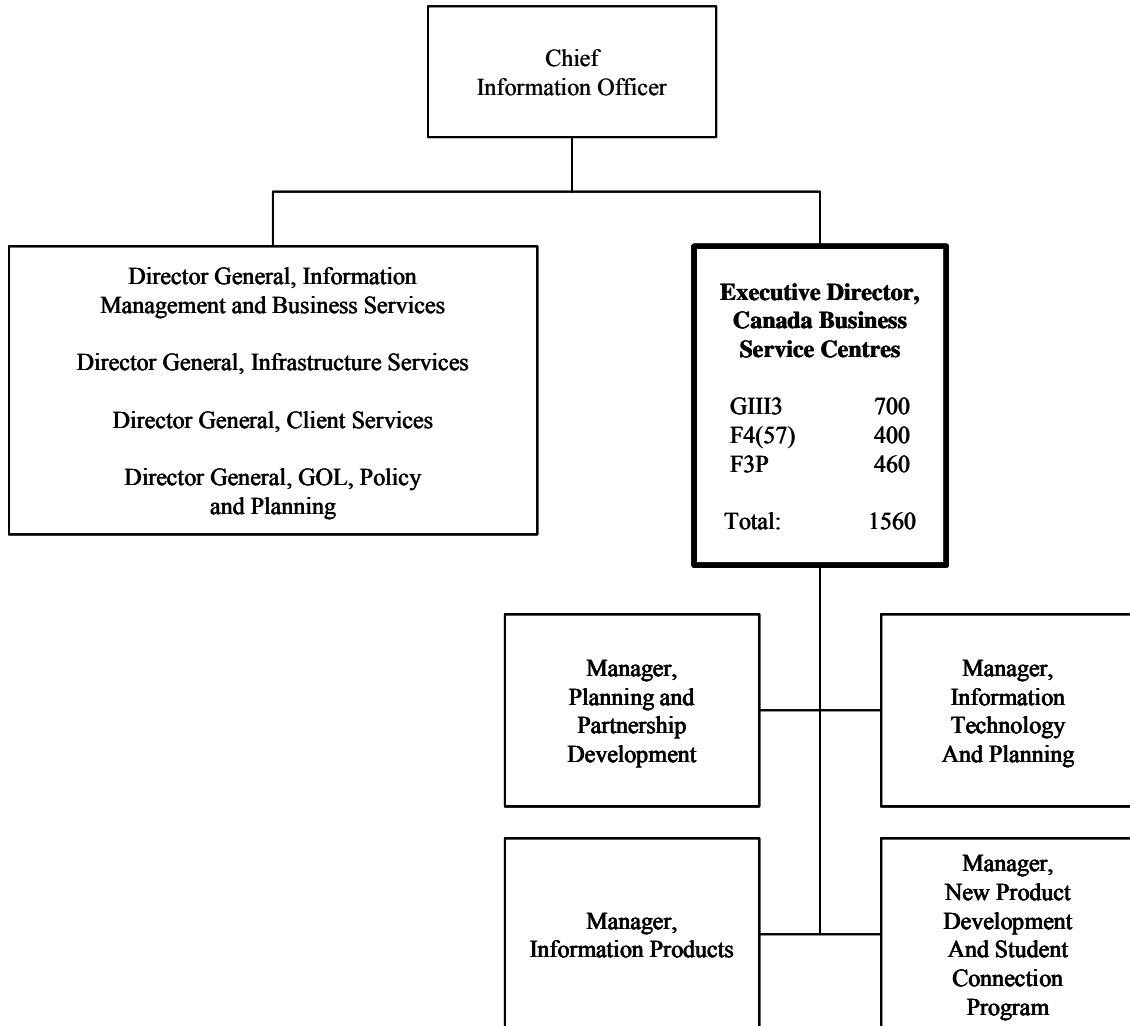 Chief
Information Officer
Director General, Information
Management and Business Services
Director General, Infrastructure Services
Director General, Client Services
Director General, GOL, Policy
and Planning
Executive Director,
Canada Business
Service Centres
GIII3 700
F4(57) 400
F3P 460
Total: 1560
Manager,
Planning and
Partnership
Development
Manager,
Information
Technology
And Planning
Manager,
Information Products
Manager,
New Product
Development
And Student
Connection
Program